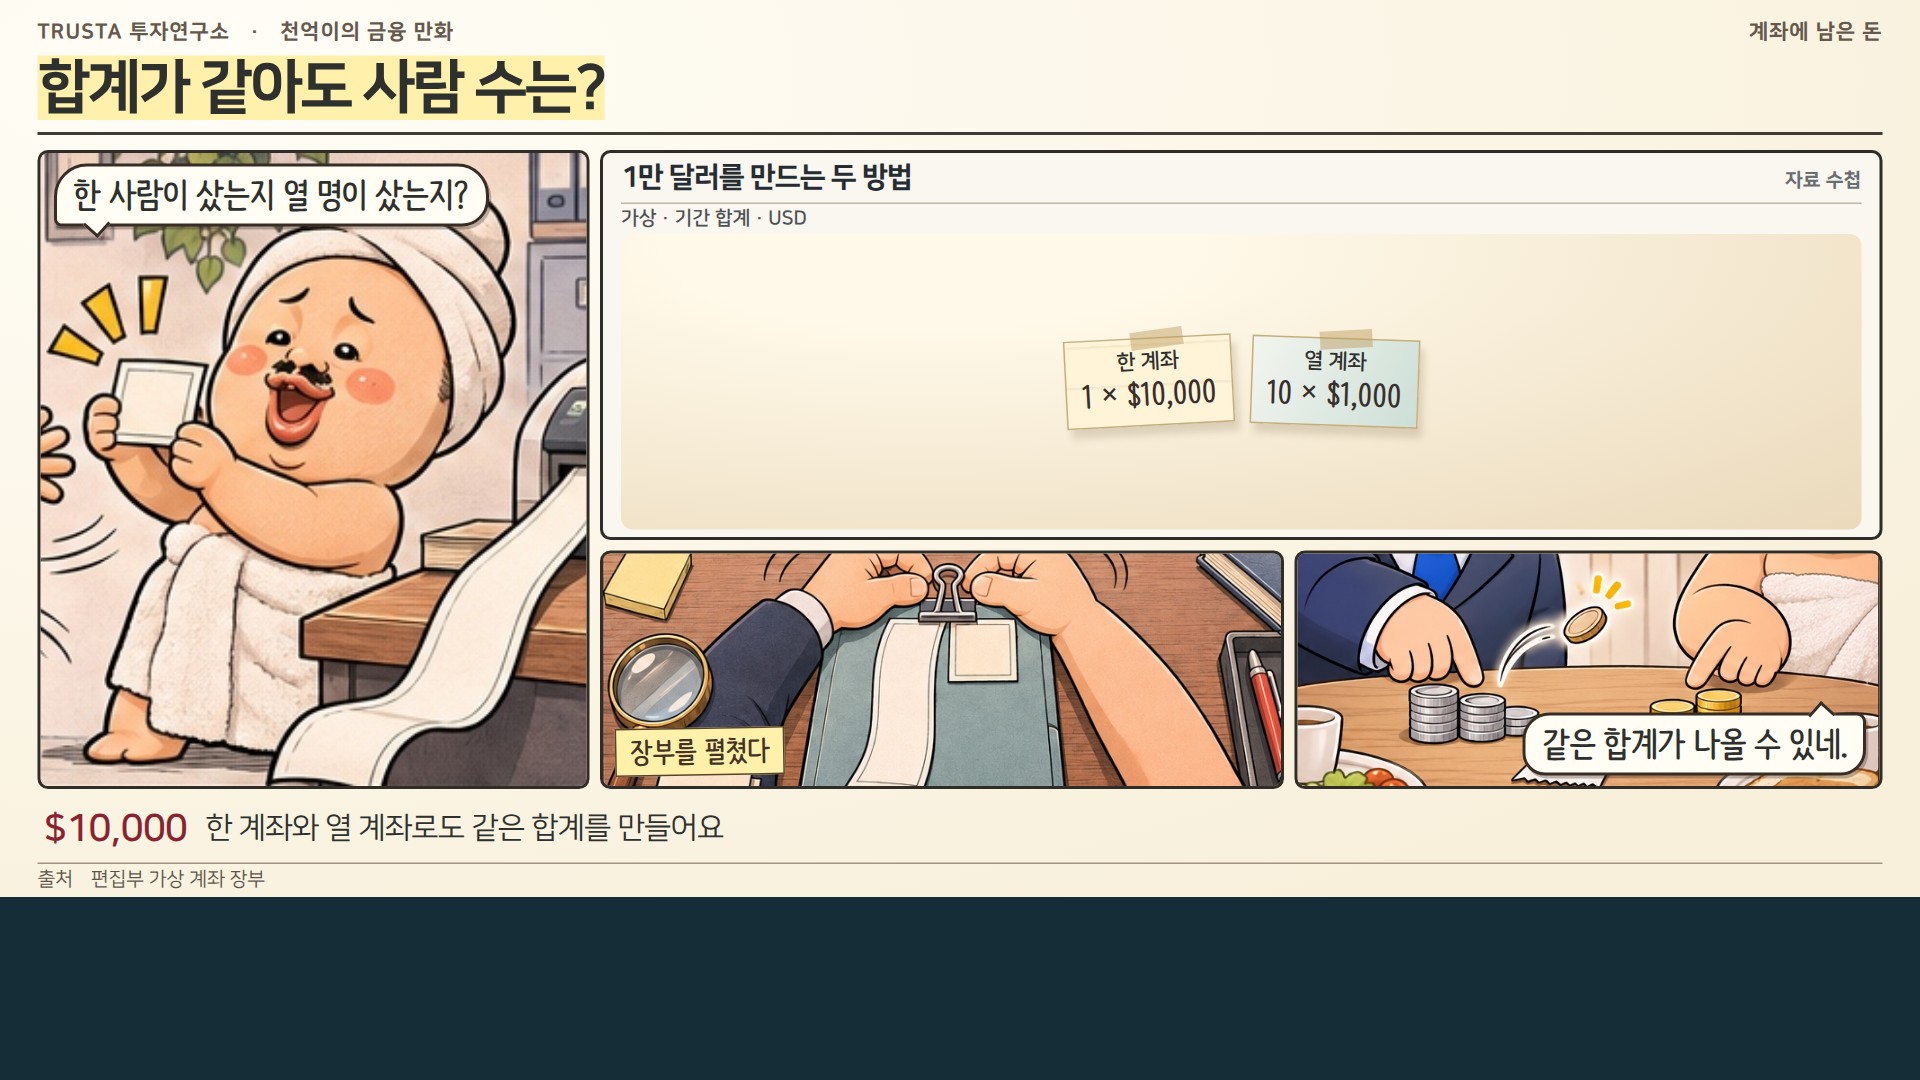 TRUSTA 투자연구소 · 천억이의 금융 만화
계좌에 남은 돈
합계가 같아도 사람 수는?
한 사람이 샀는지 열 명이 샀는지?
1만 달러를 만드는 두 방법
자료 수첩
가상 · 기간 합계 · USD
한 계좌
1 × $10,000
열 계좌
10 × $1,000
장부를 펼쳤다
같은 합계가 나올 수 있네.
$10,000 한 계좌와 열 계좌로도 같은 합계를 만들어요
출처 편집부 가상 계좌 장부